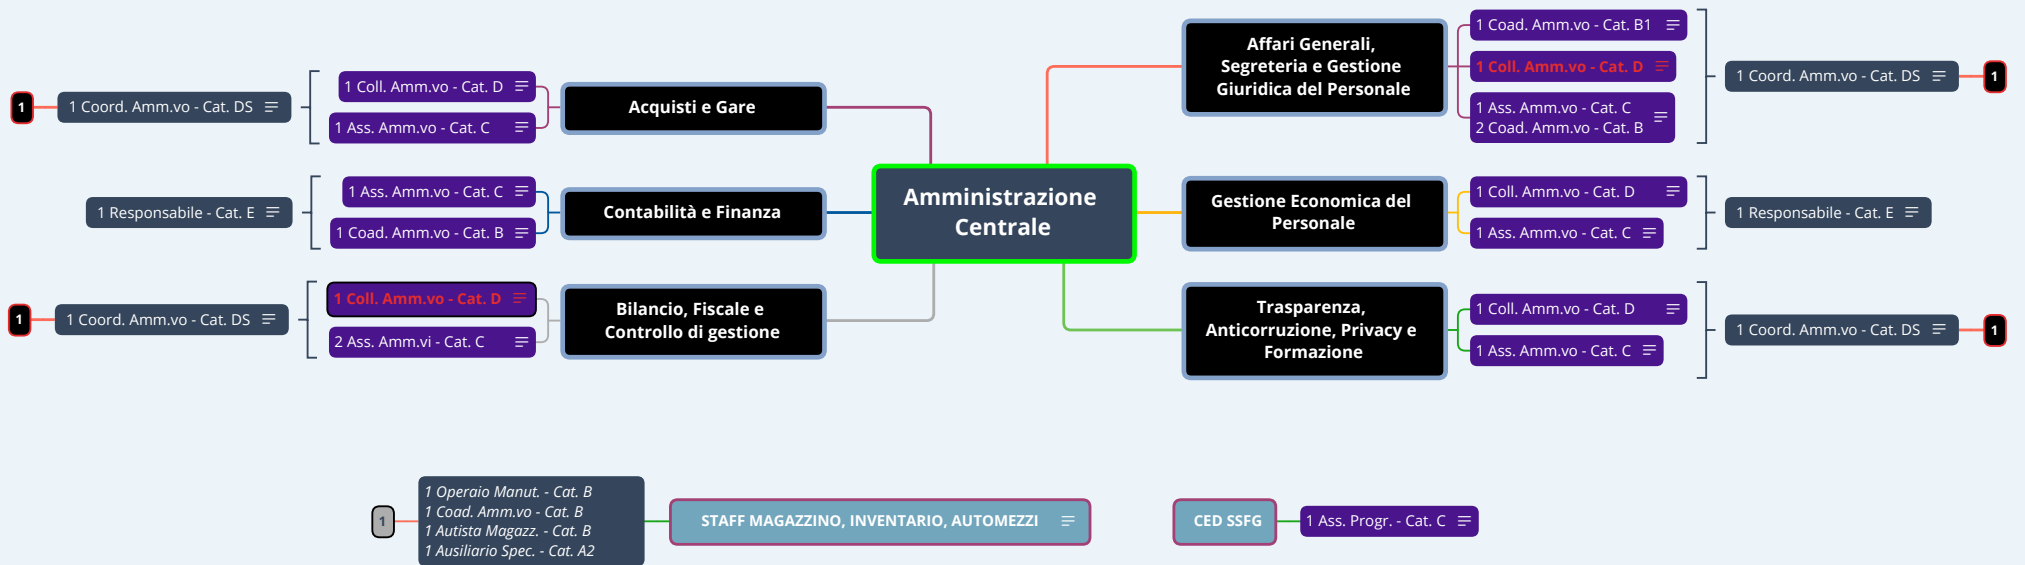 Amministrazione
Centrale
Acquisti e Gare
1 Coll. Amm.vo - Cat. D
1 Ass. Amm.vo - Cat. C
1 Coord. Amm.vo - Cat. DS
1
Contabilità e Finanza
1 Ass. Amm.vo - Cat. C
1 Coad. Amm.vo - Cat. B
1 Responsabile - Cat. E
Bilancio, Fiscale e
Controllo di gestione
1 Coll. Amm.vo - Cat. D
2 Ass. Amm.vi - Cat. C
1 Coord. Amm.vo - Cat. DS
1
Affari Generali,
Segreteria e Gestione
Giuridica del Personale
1 Coad. Amm.vo - Cat. B1
1 Coll. Amm.vo - Cat. D
1 Ass. Amm.vo - Cat. C
2 Coad. Amm.vo - Cat. B
1 Coord. Amm.vo - Cat. DS
1
Gestione Economica del
Personale
1 Coll. Amm.vo - Cat. D
1 Ass. Amm.vo - Cat. C
1 Responsabile - Cat. E
Trasparenza,
Anticorruzione, Privacy e
Formazione
1 Coll. Amm.vo - Cat. D
1 Ass. Amm.vo - Cat. C
1 Coord. Amm.vo - Cat. DS
1
STAFF MAGAZZINO, INVENTARIO, AUTOMEZZI
1 Operaio Manut. - Cat. B
1 Coad. Amm.vo - Cat. B
1 Autista Magazz. - Cat. B
1 Ausiliario Spec. - Cat. A2
1
CED SSFG
1 Ass. Progr. - Cat. C